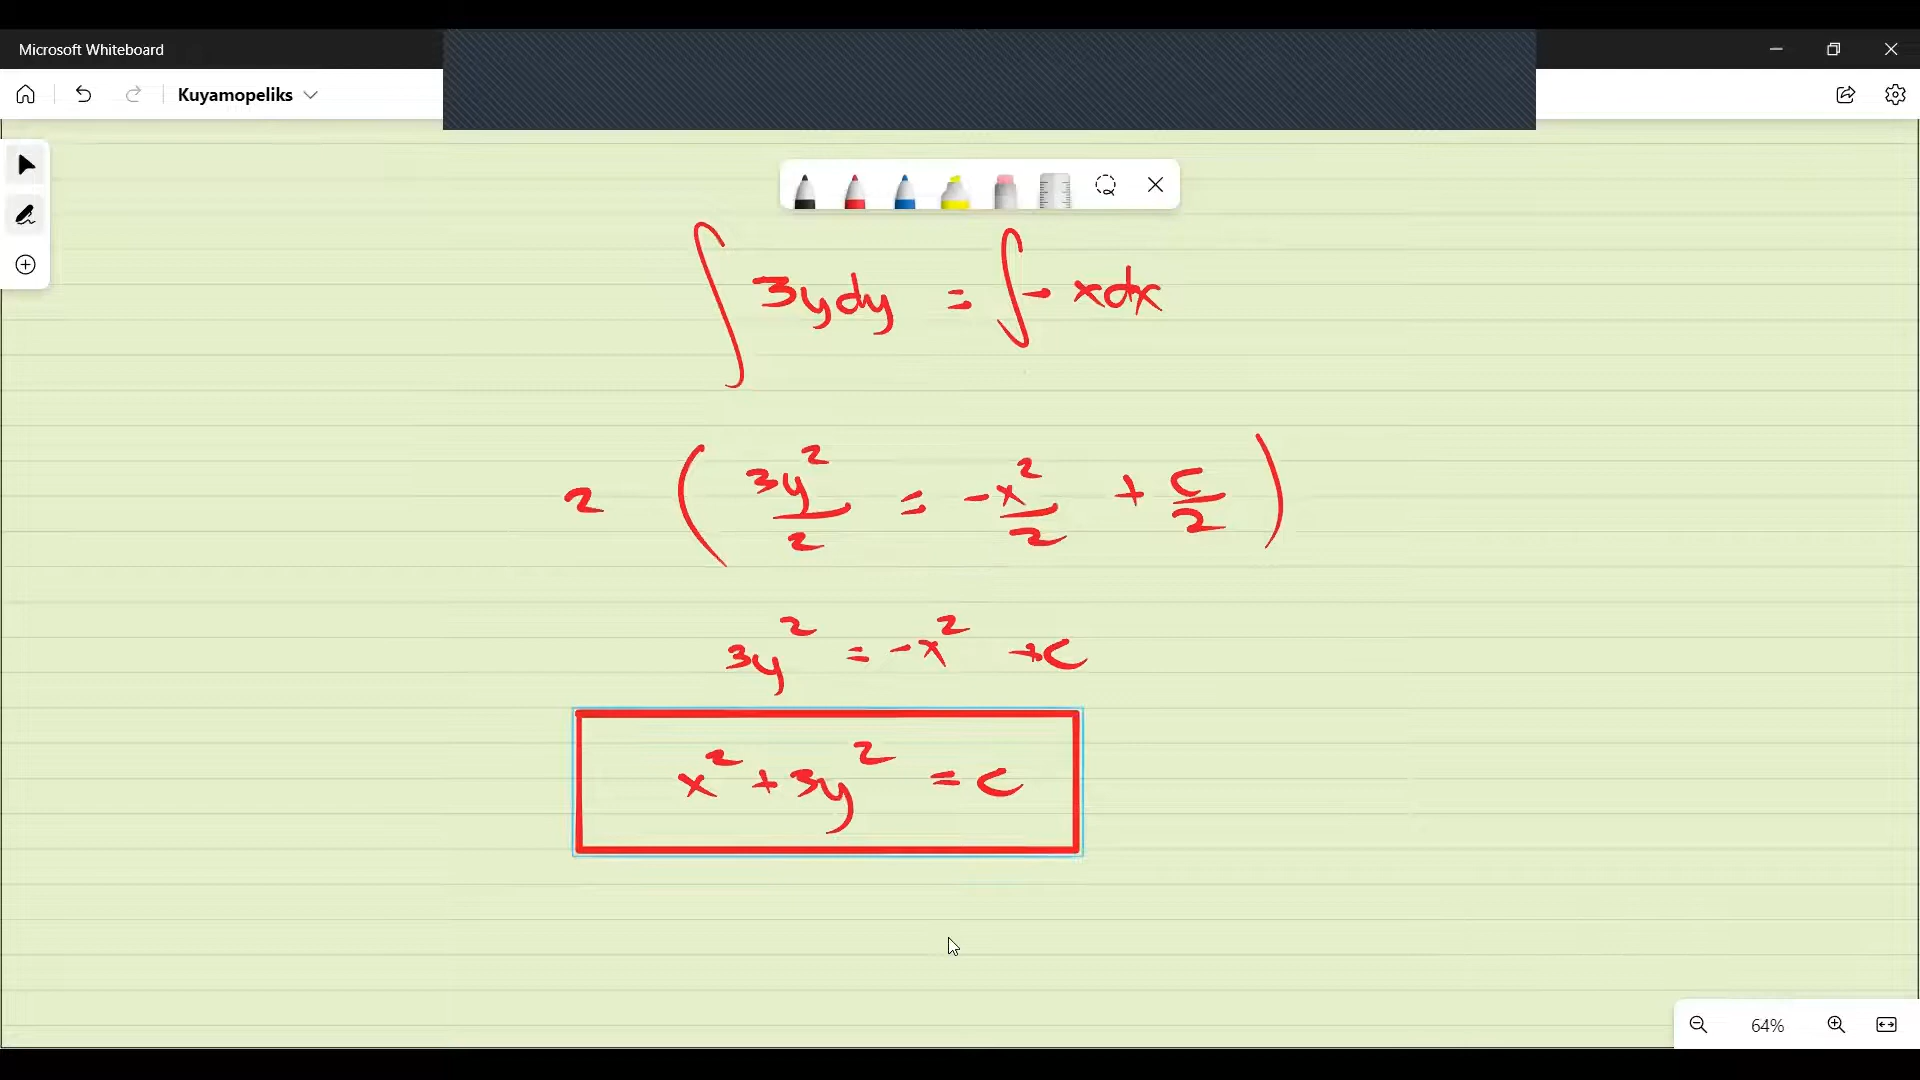 Microsoft Whiteboard
Kuyamopeliks
∫ 3ydy = ∫ - xdx
2 ( 3y²/2 = -x²/2 + c/2 )
3y² = -x² +c
x² + 3y² = c
64%